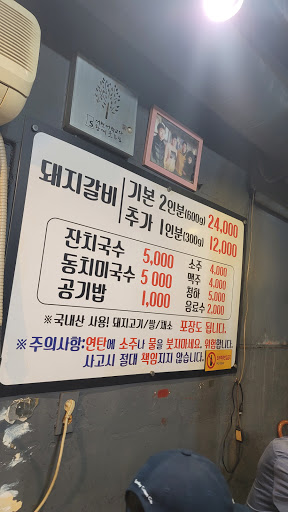 돼지갈비 기본 2인분(600g) 24,000
추가 1인분(300g) 12,000
잔치국수 5,000 소주 4,000
동치미국수 5 000 맥주 4,000
공기밥 1,000 청하 5,000
음료수 2,000
※국내산 사용! 돼지고기/쌀/채소 포장도 됩니다.
※주의사항:연탄에 소주나 물을 붓지마세요. 위험합니다.
사고시 절대 책임지지 않습니다.